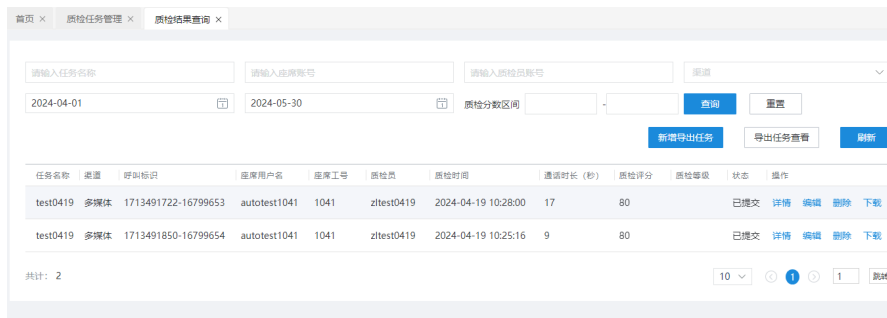 首页 × 质检任务管理 × 质检结果查询 ×
请输入任务名称 请输入座席账号 请输入质检员账号 渠道
2024-04-01 2024-05-30 质检分数区间 - 查询 重置
新增导出任务 导出任务查看 刷新
任务名称 渠道 呼叫标识 座席用户名 座席工号 质检员 质检时间 通话时长（秒） 质检评分 质检等级 状态 操作
test0419 多媒体 1713491722-16799653 autotest1041 1041 zltest0419 2024-04-19 10:28:00 17 80 已提交 详情 编辑 删除 下载
test0419 多媒体 1713491850-16799654 autotest1041 1041 zltest0419 2024-04-19 10:25:16 9 80 已提交 详情 编辑 删除 下载
共计： 2 10 1 1 跳转